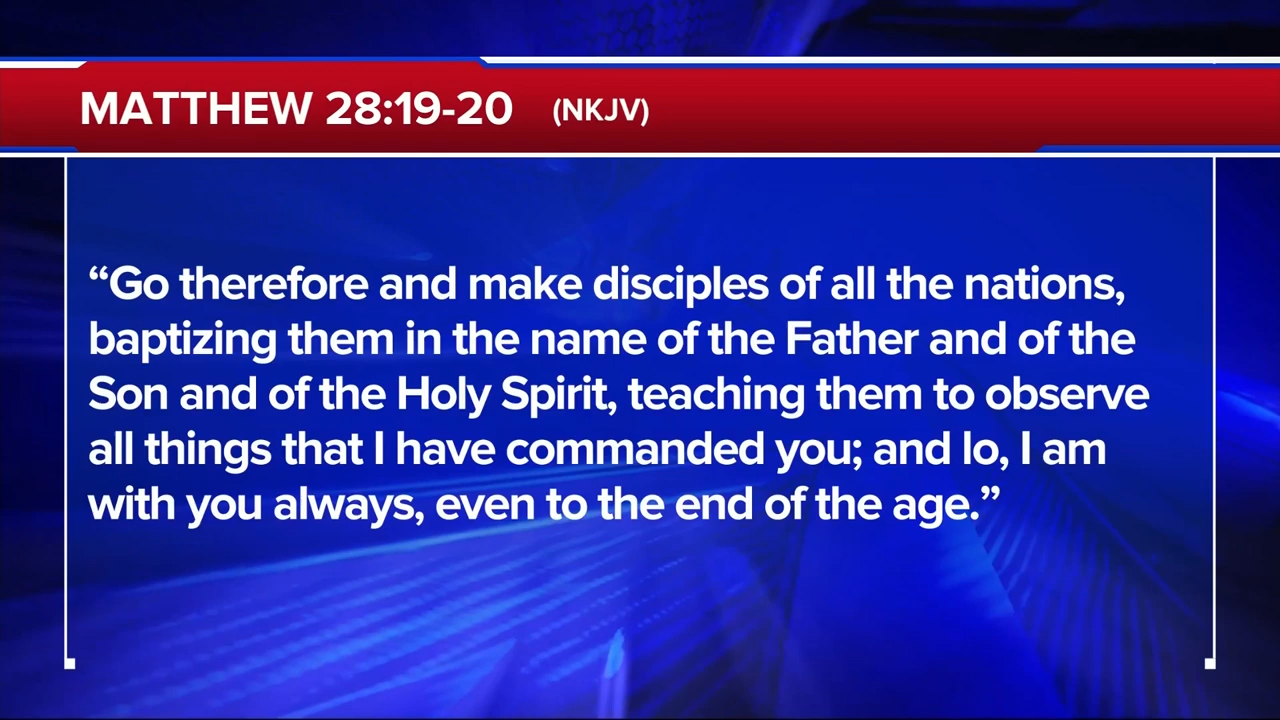 MATTHEW 28:19-20 (NKJV)
“Go therefore and make disciples of all the nations,
baptizing them in the name of the Father and of the
Son and of the Holy Spirit, teaching them to observe
all things that I have commanded you; and lo, I am
with you always, even to the end of the age.”